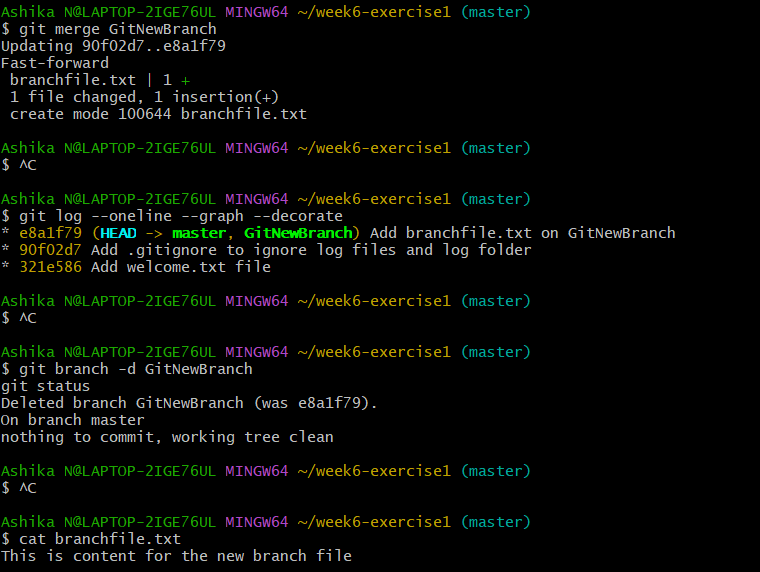 Ashika N@LAPTOP-2IGE76UL MINGW64 ~/week6-exercise1 (master)
$ git merge GitNewBranch
Updating 90f02d7..e8a1f79
Fast-forward
 branchfile.txt | 1 +
 1 file changed, 1 insertion(+)
 create mode 100644 branchfile.txt

Ashika N@LAPTOP-2IGE76UL MINGW64 ~/week6-exercise1 (master)
$ ^C

Ashika N@LAPTOP-2IGE76UL MINGW64 ~/week6-exercise1 (master)
$ git log --oneline --graph --decorate
* e8a1f79 (HEAD -> master, GitNewBranch) Add branchfile.txt on GitNewBranch
* 90f02d7 Add .gitignore to ignore log files and log folder
* 321e586 Add welcome.txt file

Ashika N@LAPTOP-2IGE76UL MINGW64 ~/week6-exercise1 (master)
$ ^C

Ashika N@LAPTOP-2IGE76UL MINGW64 ~/week6-exercise1 (master)
$ git branch -d GitNewBranch
git status
Deleted branch GitNewBranch (was e8a1f79).
On branch master
nothing to commit, working tree clean

Ashika N@LAPTOP-2IGE76UL MINGW64 ~/week6-exercise1 (master)
$ ^C

Ashika N@LAPTOP-2IGE76UL MINGW64 ~/week6-exercise1 (master)
$ cat branchfile.txt
This is content for the new branch file